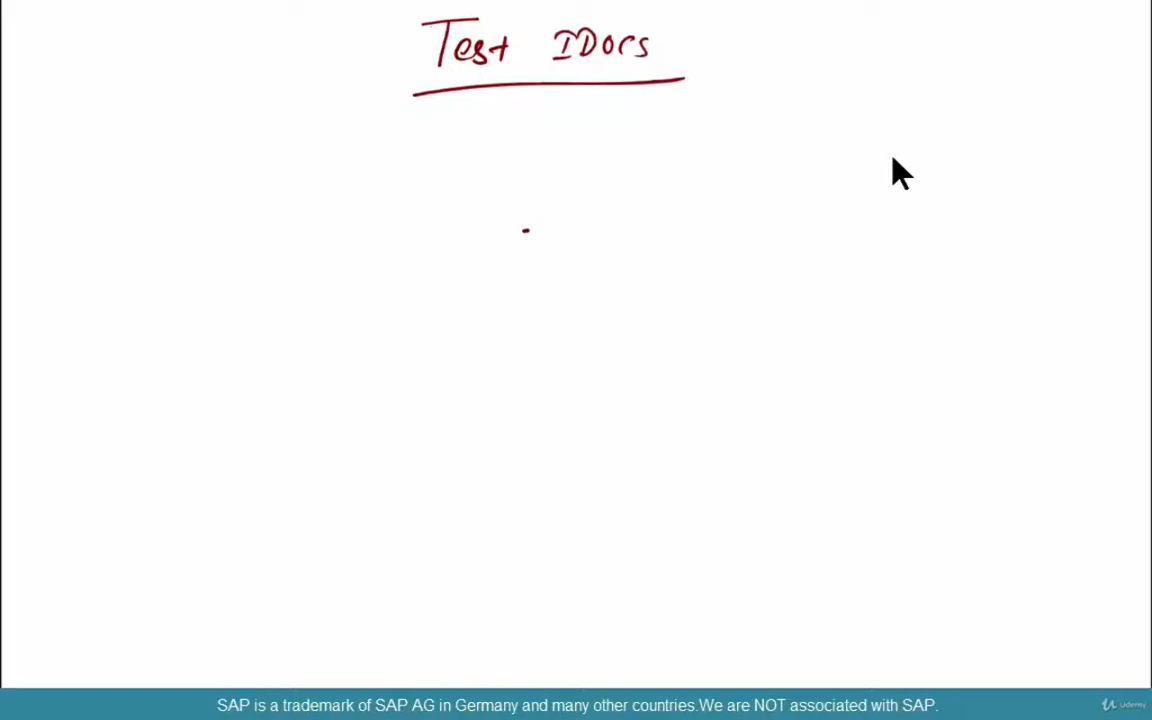 Test IDocs
SAP is a trademark of SAP AG in Germany and many other countries.We are NOT associated with SAP.
Udemy